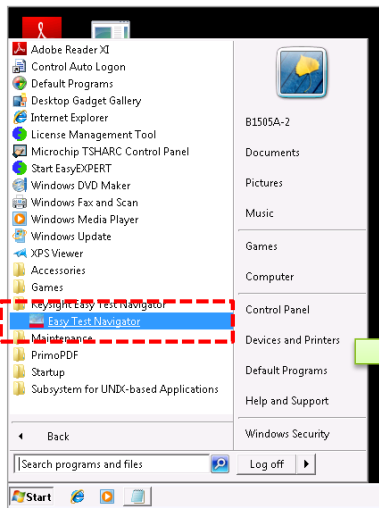 Adobe Reader XI
Control Auto Logon
Default Programs
Desktop Gadget Gallery
Internet Explorer
License Management Tool
Microchip TSHARC Control Panel
Start EasyEXPERT
Windows DVD Maker
Windows Fax and Scan
Windows Media Player
Windows Update
XPS Viewer
Accessories
Games
Keysight Easy Test Navigator
Easy Test Navigator
Maintenance
PrimoPDF
Startup
Subsystem for UNIX-based Applications
Back
Search programs and files
B1505A-2
Documents
Pictures
Music
Games
Computer
Control Panel
Devices and Printers
Default Programs
Help and Support
Windows Security
Log off
Start